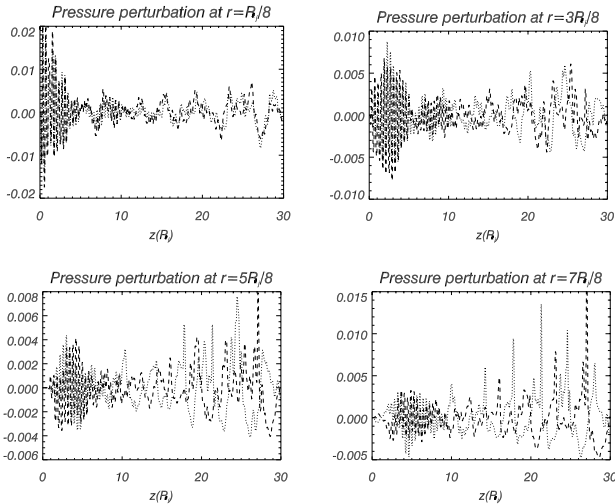 Pressure perturbation at r=Rⱼ/8
Pressure perturbation at r=3Rⱼ/8
0.02
0.01
0.00
-0.01
-0.02
0 10 20 30
z(Rⱼ)
0.010
0.005
0.000
-0.005
-0.010
0 10 20 30
z(Rⱼ)
Pressure perturbation at r=5Rⱼ/8
Pressure perturbation at r=7Rⱼ/8
0.008
0.006
0.004
0.002
0.000
-0.002
-0.004
-0.006
0 10 20 30
z(Rⱼ)
0.015
0.010
0.005
0.000
-0.005
0 10 20 30
z(Rⱼ)